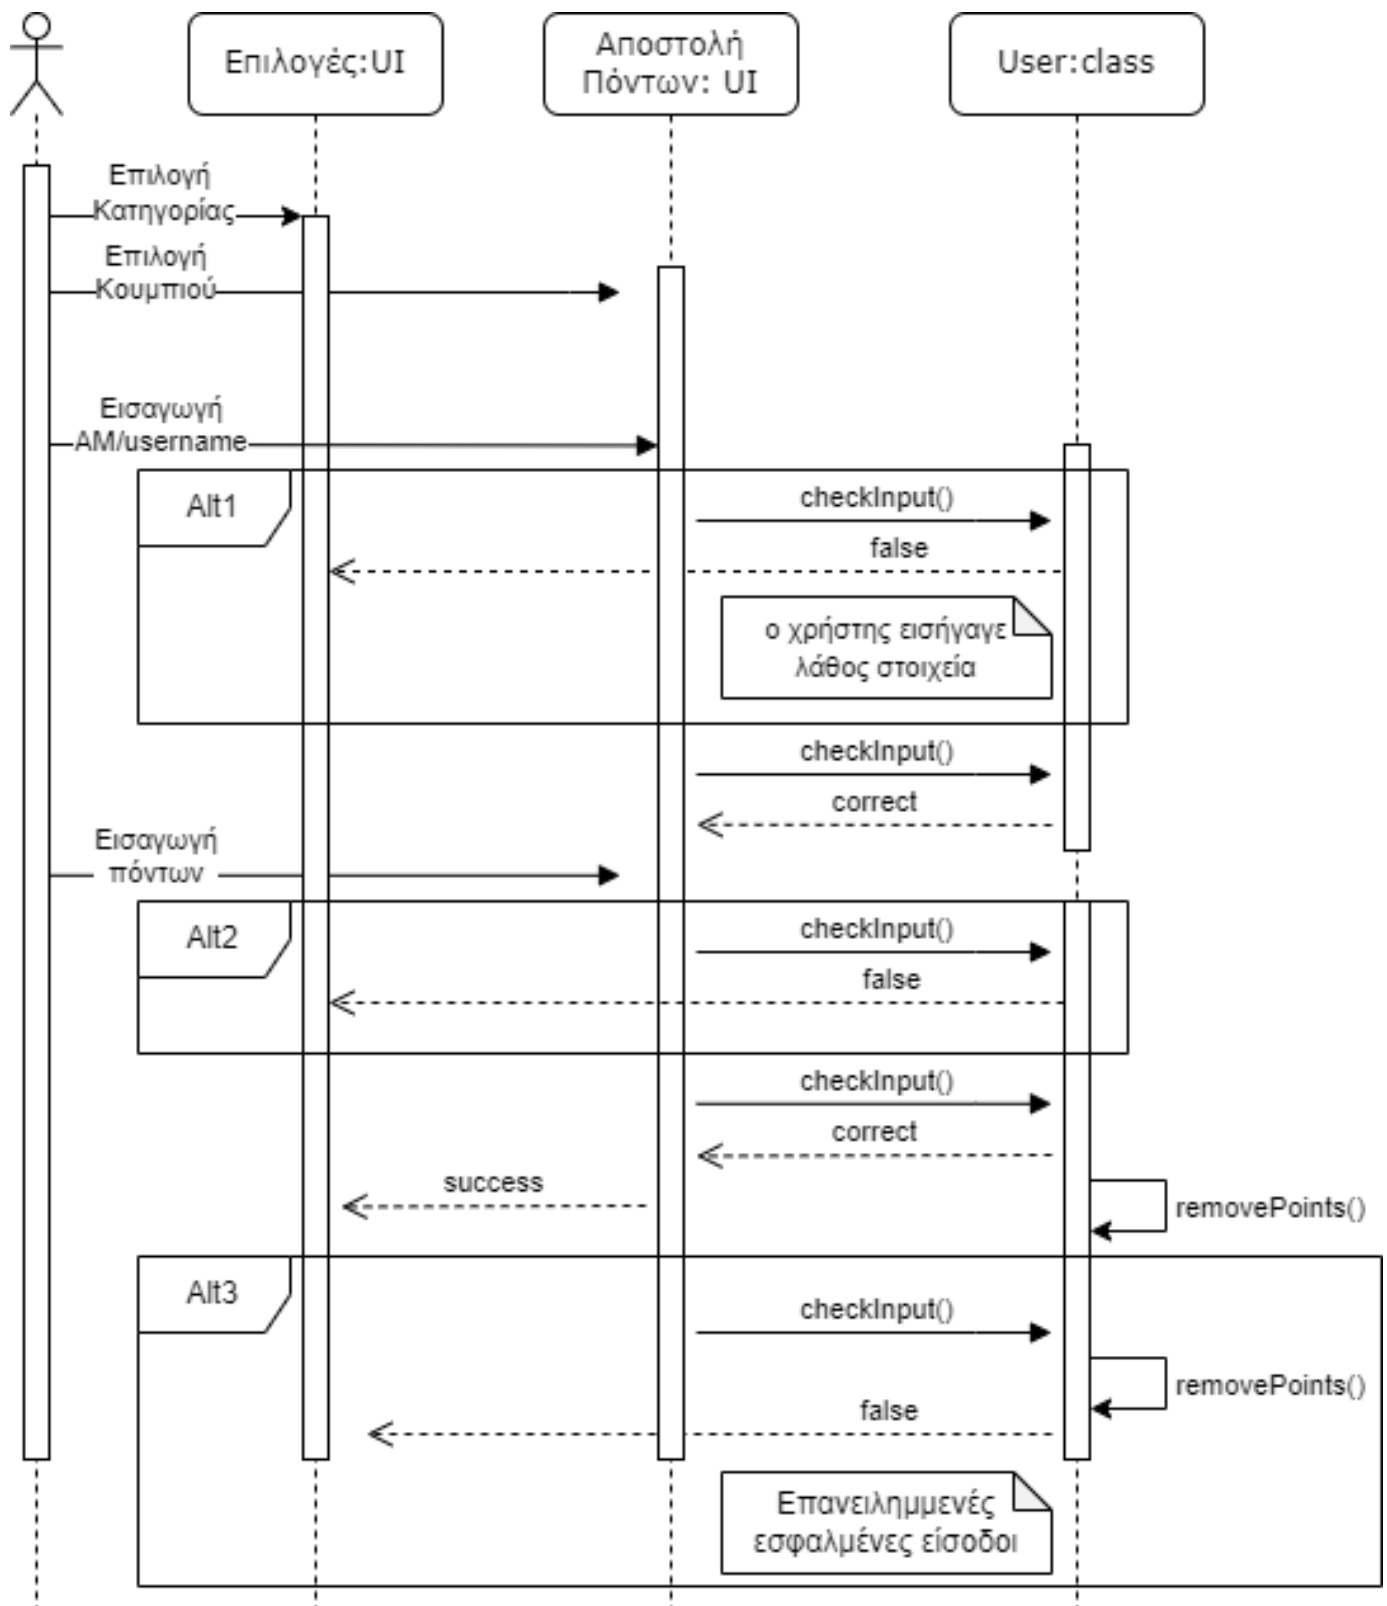 Επιλογές:UI
Αποστολή
Πόντων: UI
User:class
Επιλογή
Κατηγορίας
Επιλογή
Κουμπιού
Εισαγωγή
AM/username
Alt1
checkInput()
false
ο χρήστης εισήγαγε
λάθος στοιχεία
checkInput()
correct
Εισαγωγή
πόντων
Alt2
checkInput()
false
checkInput()
correct
success
removePoints()
Alt3
checkInput()
removePoints()
false
Επανειλημμενές
εσφαλμένες είσοδοι